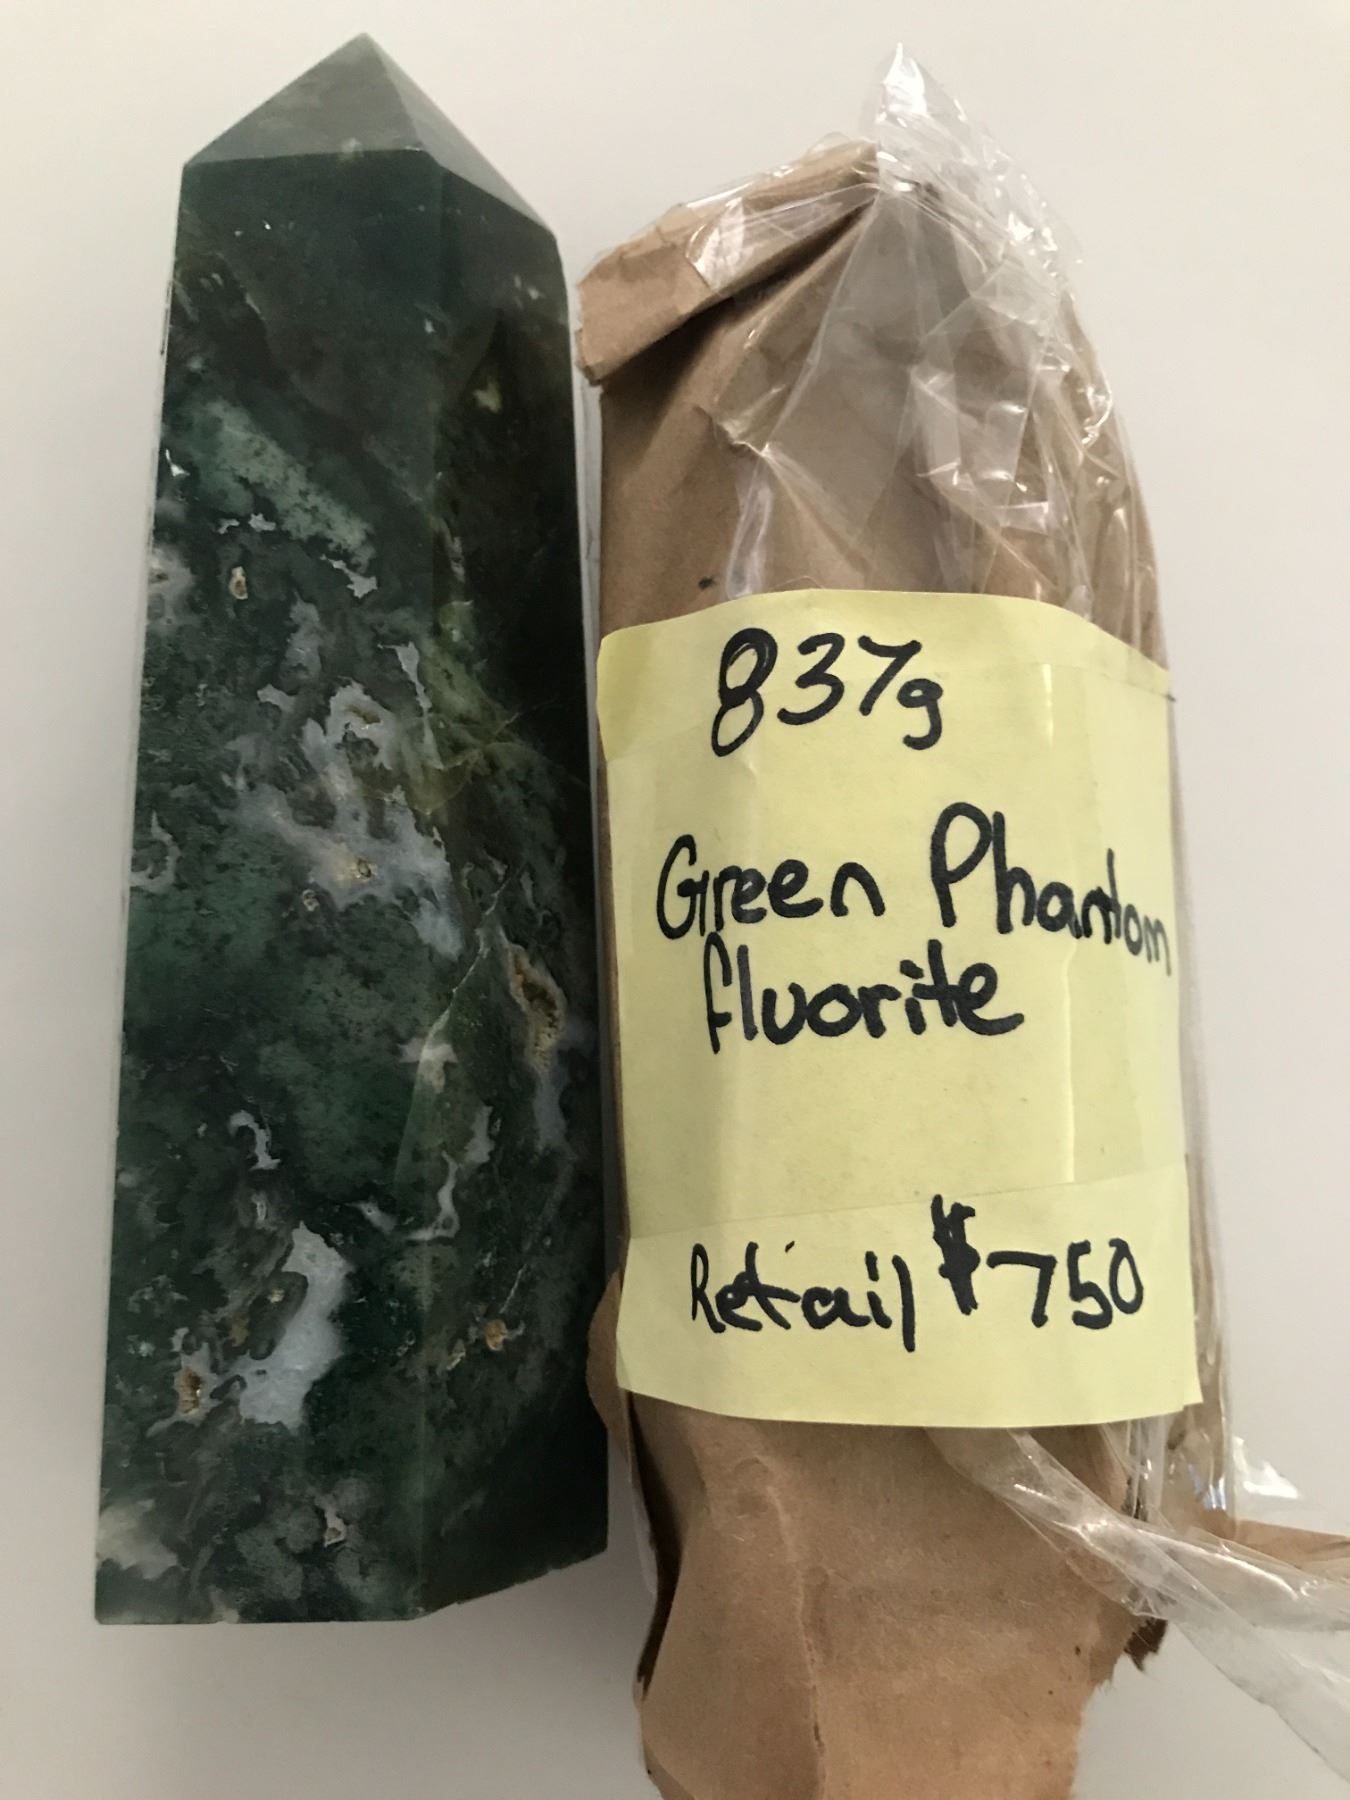 837g
Green Phantom
fluorite
Retail $750